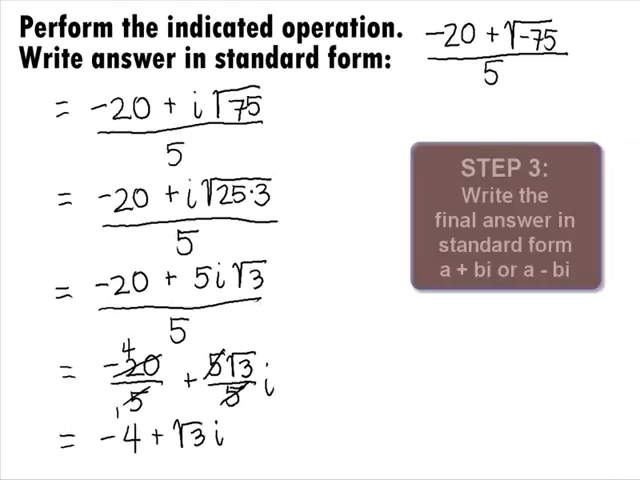 Perform the indicated operation.
Write answer in standard form:
-20 + √-75
5
= -20 + i√75
5
= -20 + i√25·3
5
= -20 + 5i√3
5
STEP 3:
Write the
final answer in
standard form
a + bi or a - bi
4
= -20 + 5√3 i
1 5 5
= -4 + √3 i